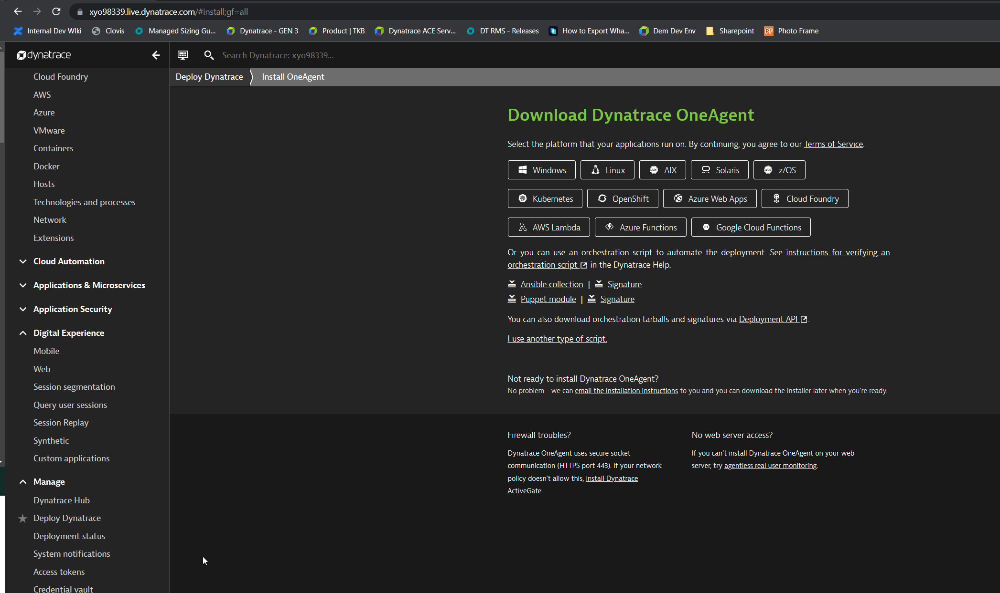 xyo98339.live.dynatrace.com/#install;gf=all
Internal Dev WIki Clovis Managed Sizing Gu... Dynatrace - GEN 3 Product | TKB Dynatrace ACE Serv... DT RMS - Releases How to Export Wha... Dem Dev Env Sharepoint PF Photo Frame
dynatrace
Search Dynatrace: xyo98339...
Deploy Dynatrace Install OneAgent
Cloud Foundry
AWS
Azure
VMware
Containers
Docker
Hosts
Technologies and processes
Network
Extensions
Cloud Automation
Applications & Microservices
Application Security
Digital Experience
Mobile
Web
Session segmentation
Query user sessions
Session Replay
Synthetic
Custom applications
Manage
Dynatrace Hub
Deploy Dynatrace
Deployment status
System notifications
Access tokens
Credential vault
Download Dynatrace OneAgent
Select the platform that your applications run on. By continuing, you agree to our Terms of Service.
Windows Linux AIX Solaris z/OS
Kubernetes OpenShift Azure Web Apps Cloud Foundry
AWS Lambda Azure Functions Google Cloud Functions
Or you can use an orchestration script to automate the deployment. See instructions for verifying an
orchestration script in the Dynatrace Help.
Ansible collection | Signature
Puppet module | Signature
You can also download orchestration tarballs and signatures via Deployment API .
I use another type of script.
Not ready to install Dynatrace OneAgent?
No problem - we can email the installation instructions to you and you can download the installer later when you're ready.
Firewall troubles?
Dynatrace OneAgent uses secure socket
communication (HTTPS port 443). If your network
policy doesn't allow this, install Dynatrace
ActiveGate.
No web server access?
If you can't install Dynatrace OneAgent on your web
server, try agentless real user monitoring.